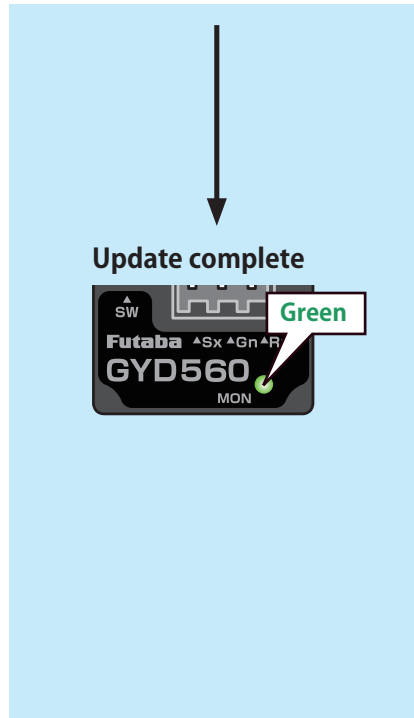 Update complete
Green
SW
Futaba ▲Sx ▲Gn ▲R
GYD560
MON